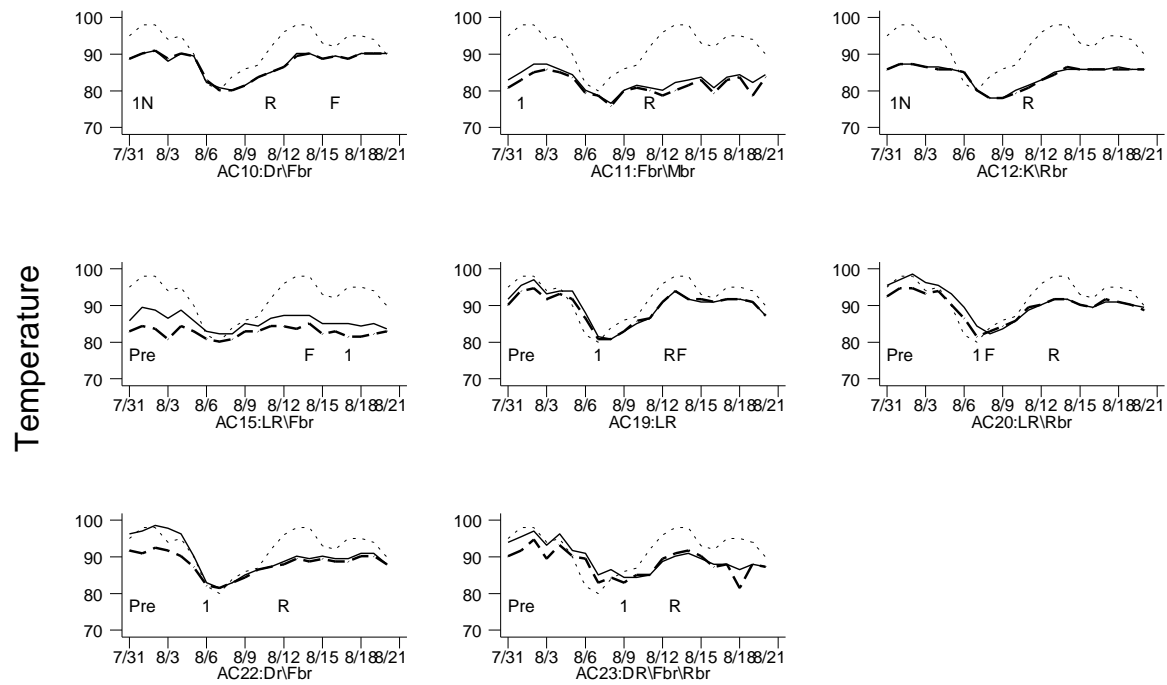 Temperature
100
90
80
70
1N R F
7/31 8/3 8/6 8/9 8/12 8/15 8/18 8/21
AC10:Dr\Fbr
100
90
80
70
1 R
7/31 8/3 8/6 8/9 8/12 8/15 8/18 8/21
AC11:Fbr\Mbr
100
90
80
70
1N R
7/31 8/3 8/6 8/9 8/12 8/15 8/18 8/21
AC12:K\Rbr
100
90
80
70
Pre F 1
7/31 8/3 8/6 8/9 8/12 8/15 8/18 8/21
AC15:LR\Fbr
100
90
80
70
Pre 1 RF
7/31 8/3 8/6 8/9 8/12 8/15 8/18 8/21
AC19:LR
100
90
80
70
Pre 1 F R
7/31 8/3 8/6 8/9 8/12 8/15 8/18 8/21
AC20:LR\Rbr
100
90
80
70
Pre 1 R
7/31 8/3 8/6 8/9 8/12 8/15 8/18 8/21
AC22:Dr\Fbr
100
90
80
70
Pre 1 R
7/31 8/3 8/6 8/9 8/12 8/15 8/18 8/21
AC23:DR\Fbr\Rbr